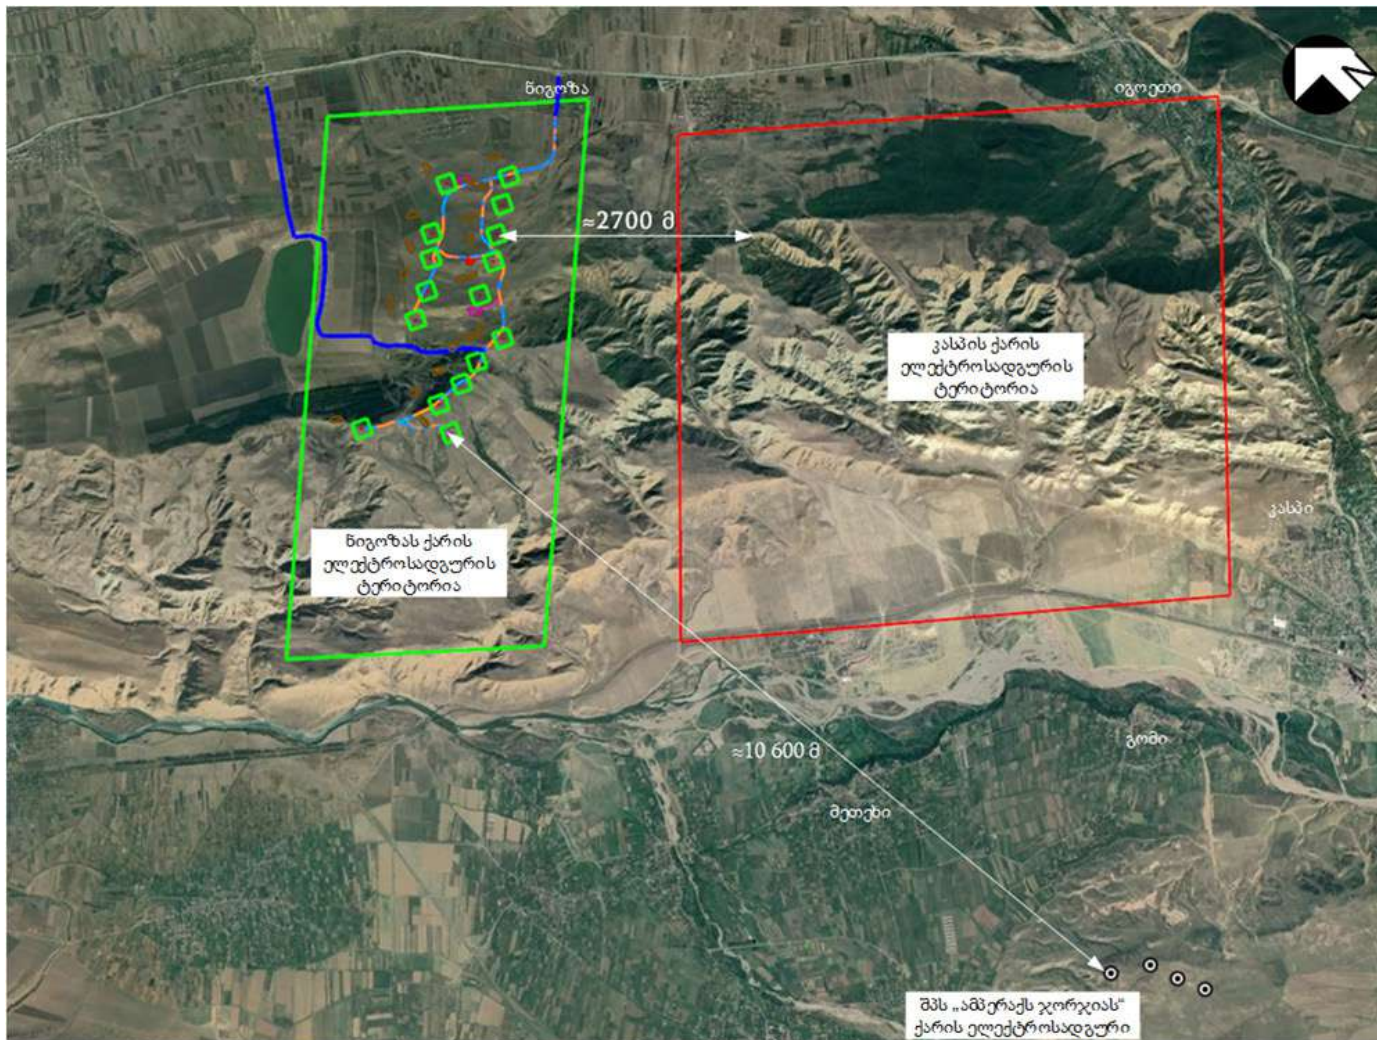 ნიგოზა
იგოეთი
≈2700 მ
კასპის ქარის
ელექტროსადგურის
ტერიტორია
კასპი
ნიგოზას ქარის
ელექტროსადგურის
ტერიტორია
გომი
≈10 600 მ
მეთეხი
შპს „ამპერაქს ჯორჯიას“
ქარის ელექტროსადგური